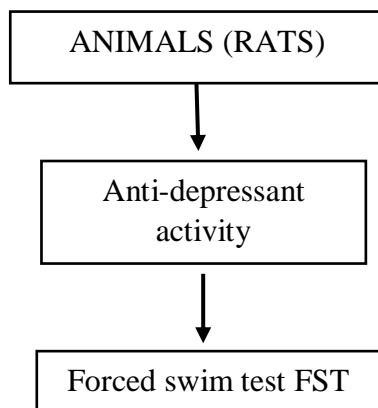 ANIMALS (RATS)
Anti-depressant
activity
Forced swim test FST